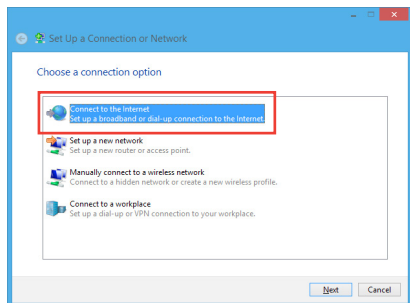 Set Up a Connection or Network
Choose a connection option
Connect to the Internet
Set up a broadband or dial-up connection to the Internet.
Set up a new network
Set up a new router or access point.
Manually connect to a wireless network
Connect to a hidden network or create a new wireless profile.
Connect to a workplace
Set up a dial-up or VPN connection to your workplace.
Next Cancel